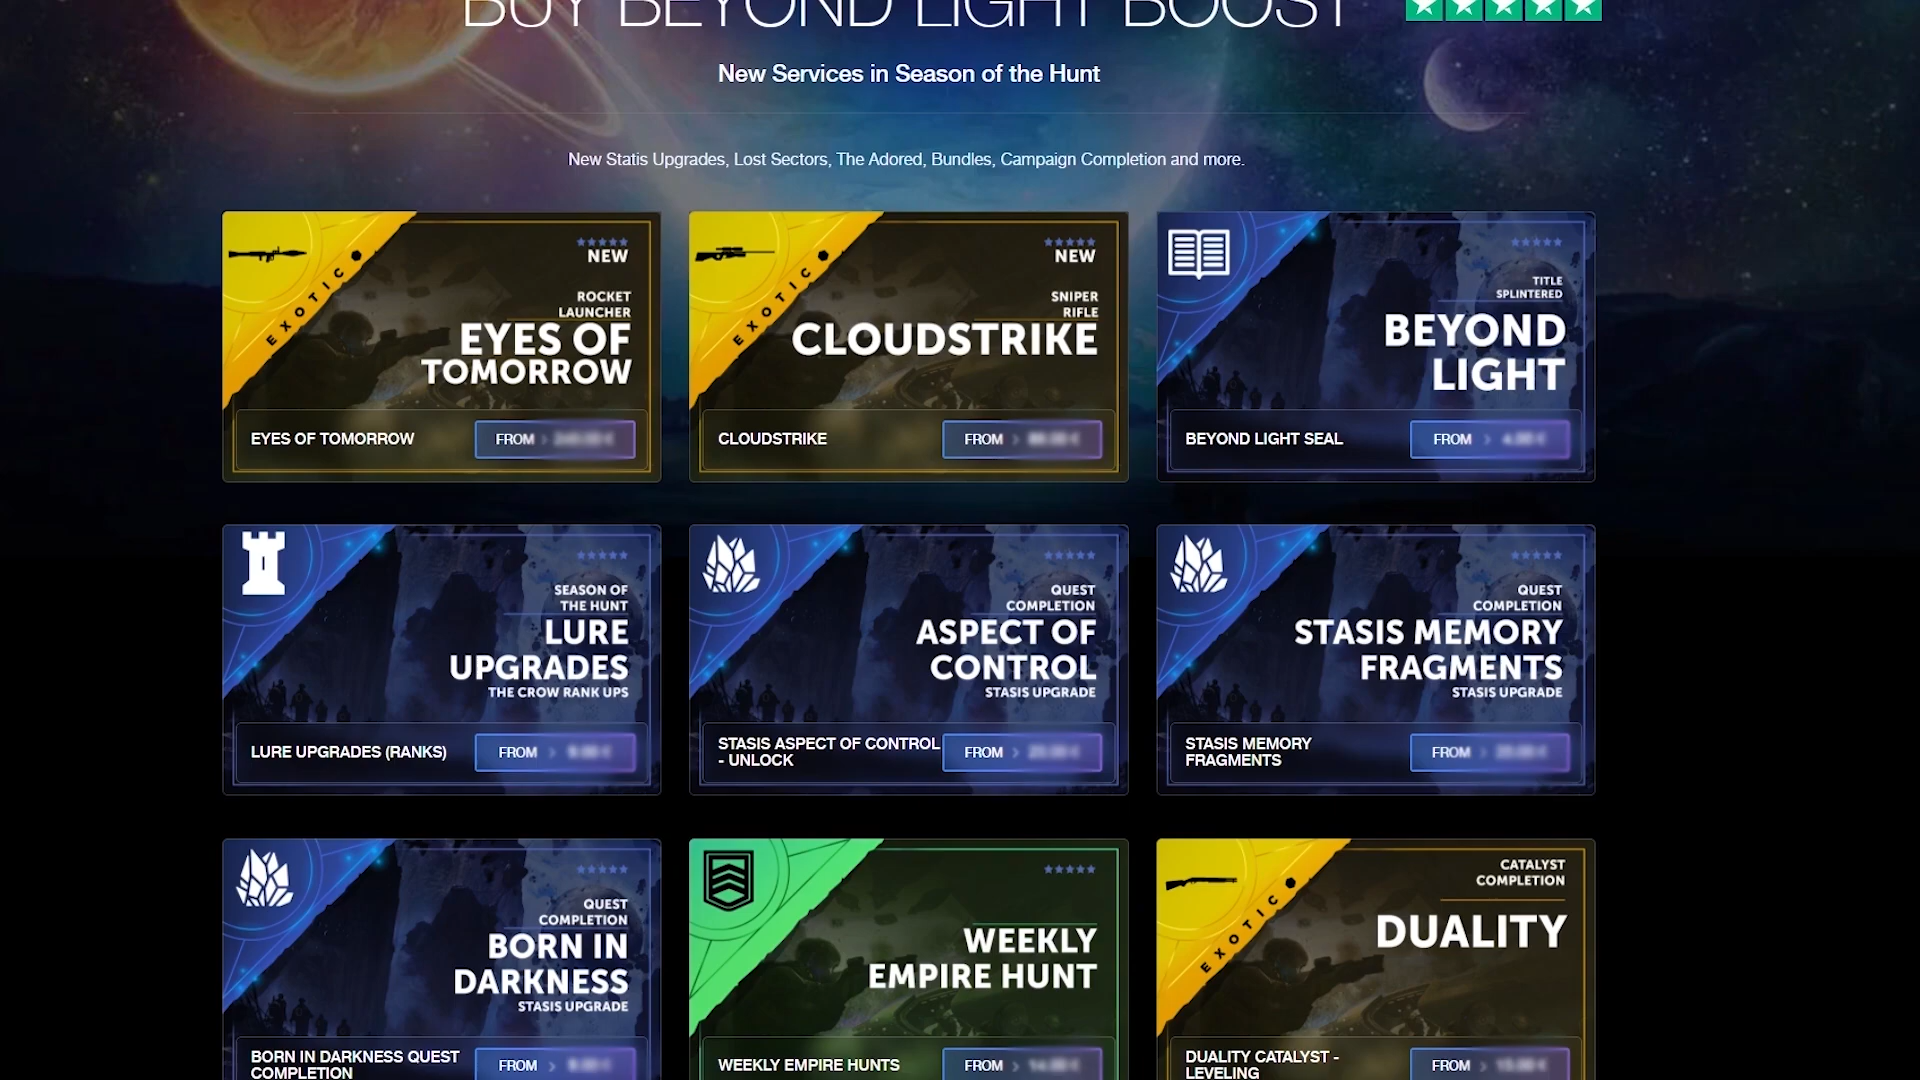 BUY BEYOND LIGHT BOOST
New Services in Season of the Hunt
New Statis Upgrades, Lost Sectors, The Adored, Bundles, Campaign Completion and more.
EXOTIC
NEW
ROCKET
LAUNCHER
EYES OF
TOMORROW
EYES OF TOMORROW
FROM >
EXOTIC
NEW
SNIPER
RIFLE
CLOUDSTRIKE
CLOUDSTRIKE
FROM >
TITLE
SPLINTERED
BEYOND
LIGHT
BEYOND LIGHT SEAL
FROM >
SEASON OF
THE HUNT
LURE
UPGRADES
THE CROW RANK UPS
LURE UPGRADES (RANKS)
FROM >
QUEST
COMPLETION
ASPECT OF
CONTROL
STASIS UPGRADE
STASIS ASPECT OF CONTROL
- UNLOCK
FROM >
QUEST
COMPLETION
STASIS MEMORY
FRAGMENTS
STASIS UPGRADE
STASIS MEMORY
FRAGMENTS
FROM >
QUEST
COMPLETION
BORN IN
DARKNESS
STASIS UPGRADE
BORN IN DARKNESS QUEST
COMPLETION
FROM >
WEEKLY
EMPIRE HUNT
WEEKLY EMPIRE HUNTS
FROM >
EXOTIC
CATALYST
COMPLETION
DUALITY
DUALITY CATALYST -
LEVELING
FROM >